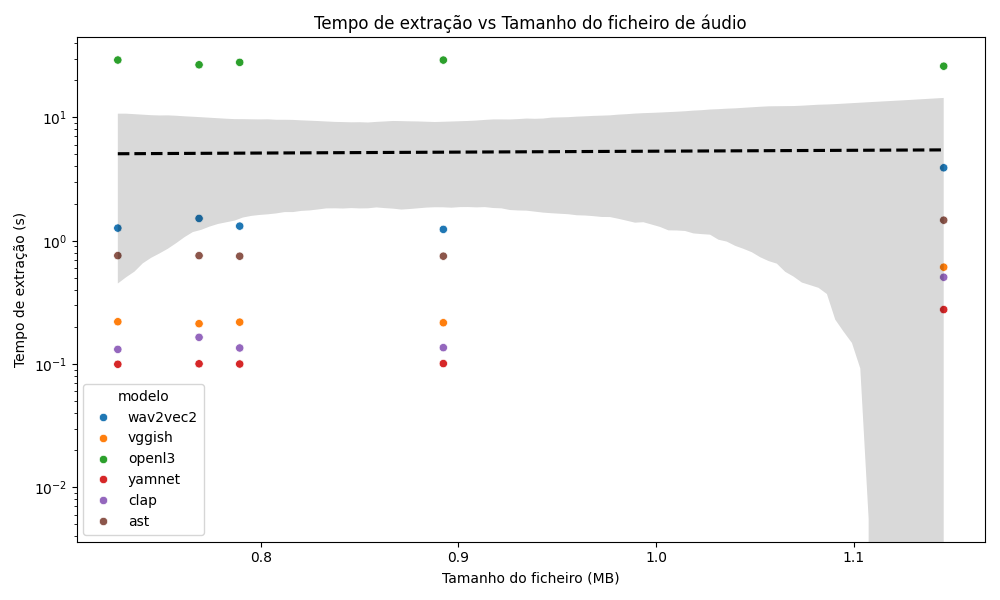 Tempo de extração vs Tamanho do ficheiro de áudio
Tempo de extração (s)
10¹
10⁰
10⁻¹
10⁻²
modelo
wav2vec2
vggish
openl3
yamnet
clap
ast
0.8 0.9 1.0 1.1
Tamanho do ficheiro (MB)